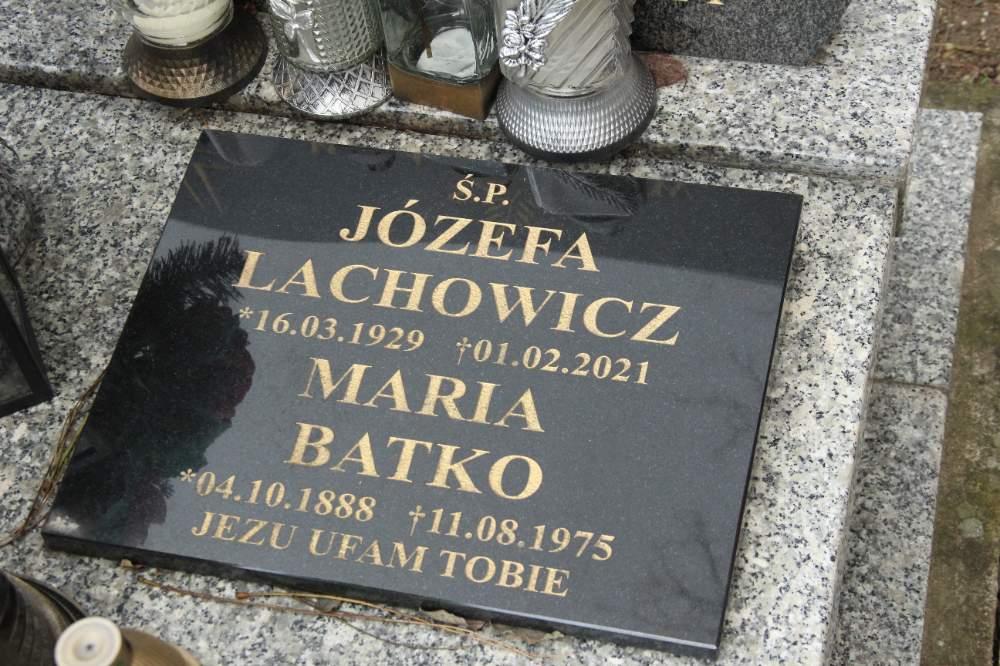 Ś.P.
JÓZEFA
LACHOWICZ
*16.03.1929 †01.02.2021
MARIA
BATKO
*04.10.1888 †11.08.1975
JEZU UFAM TOBIE